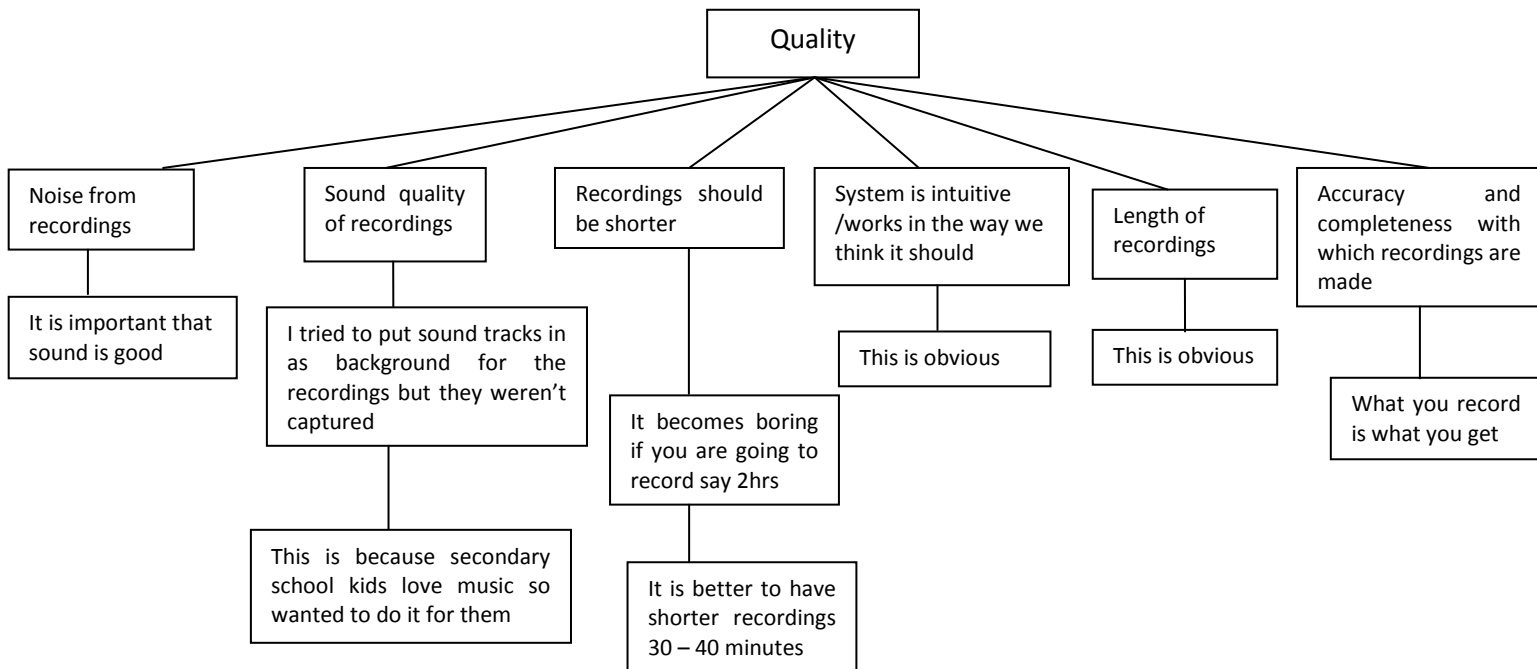 Quality
Noise from
recordings
Sound quality
of recordings
Recordings should
be shorter
System is intuitive
/works in the way we
think it should
Length of
recordings
Accuracy and
completeness with
which recordings are
made
It is important that
sound is good
I tried to put sound tracks in
as background for the
recordings but they weren’t
captured
It becomes boring
if you are going to
record say 2hrs
This is obvious
This is obvious
What you record
is what you get
This is because secondary
school kids love music so
wanted to do it for them
It is better to have
shorter recordings
30 – 40 minutes